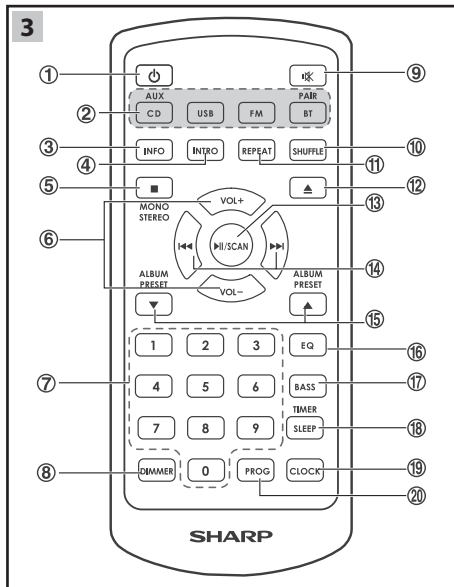 3
① ⑨
AUX PAIR
② CD USB FM BT
③ INFO INTRO REPEAT SHUFFLE ⑩
④ ⑪
⑤ ⑫
MONO
STEREO
VOL+ ⑬
⑥ /SCAN
⑭
VOL–
ALBUM ALBUM
PRESET PRESET
⑮
1 2 3 EQ ⑯
⑦ 4 5 6 BASS ⑰
TIMER
7 8 9 SLEEP ⑱
⑧ DIMMER 0 PROG CLOCK ⑲
⑳
SHARP